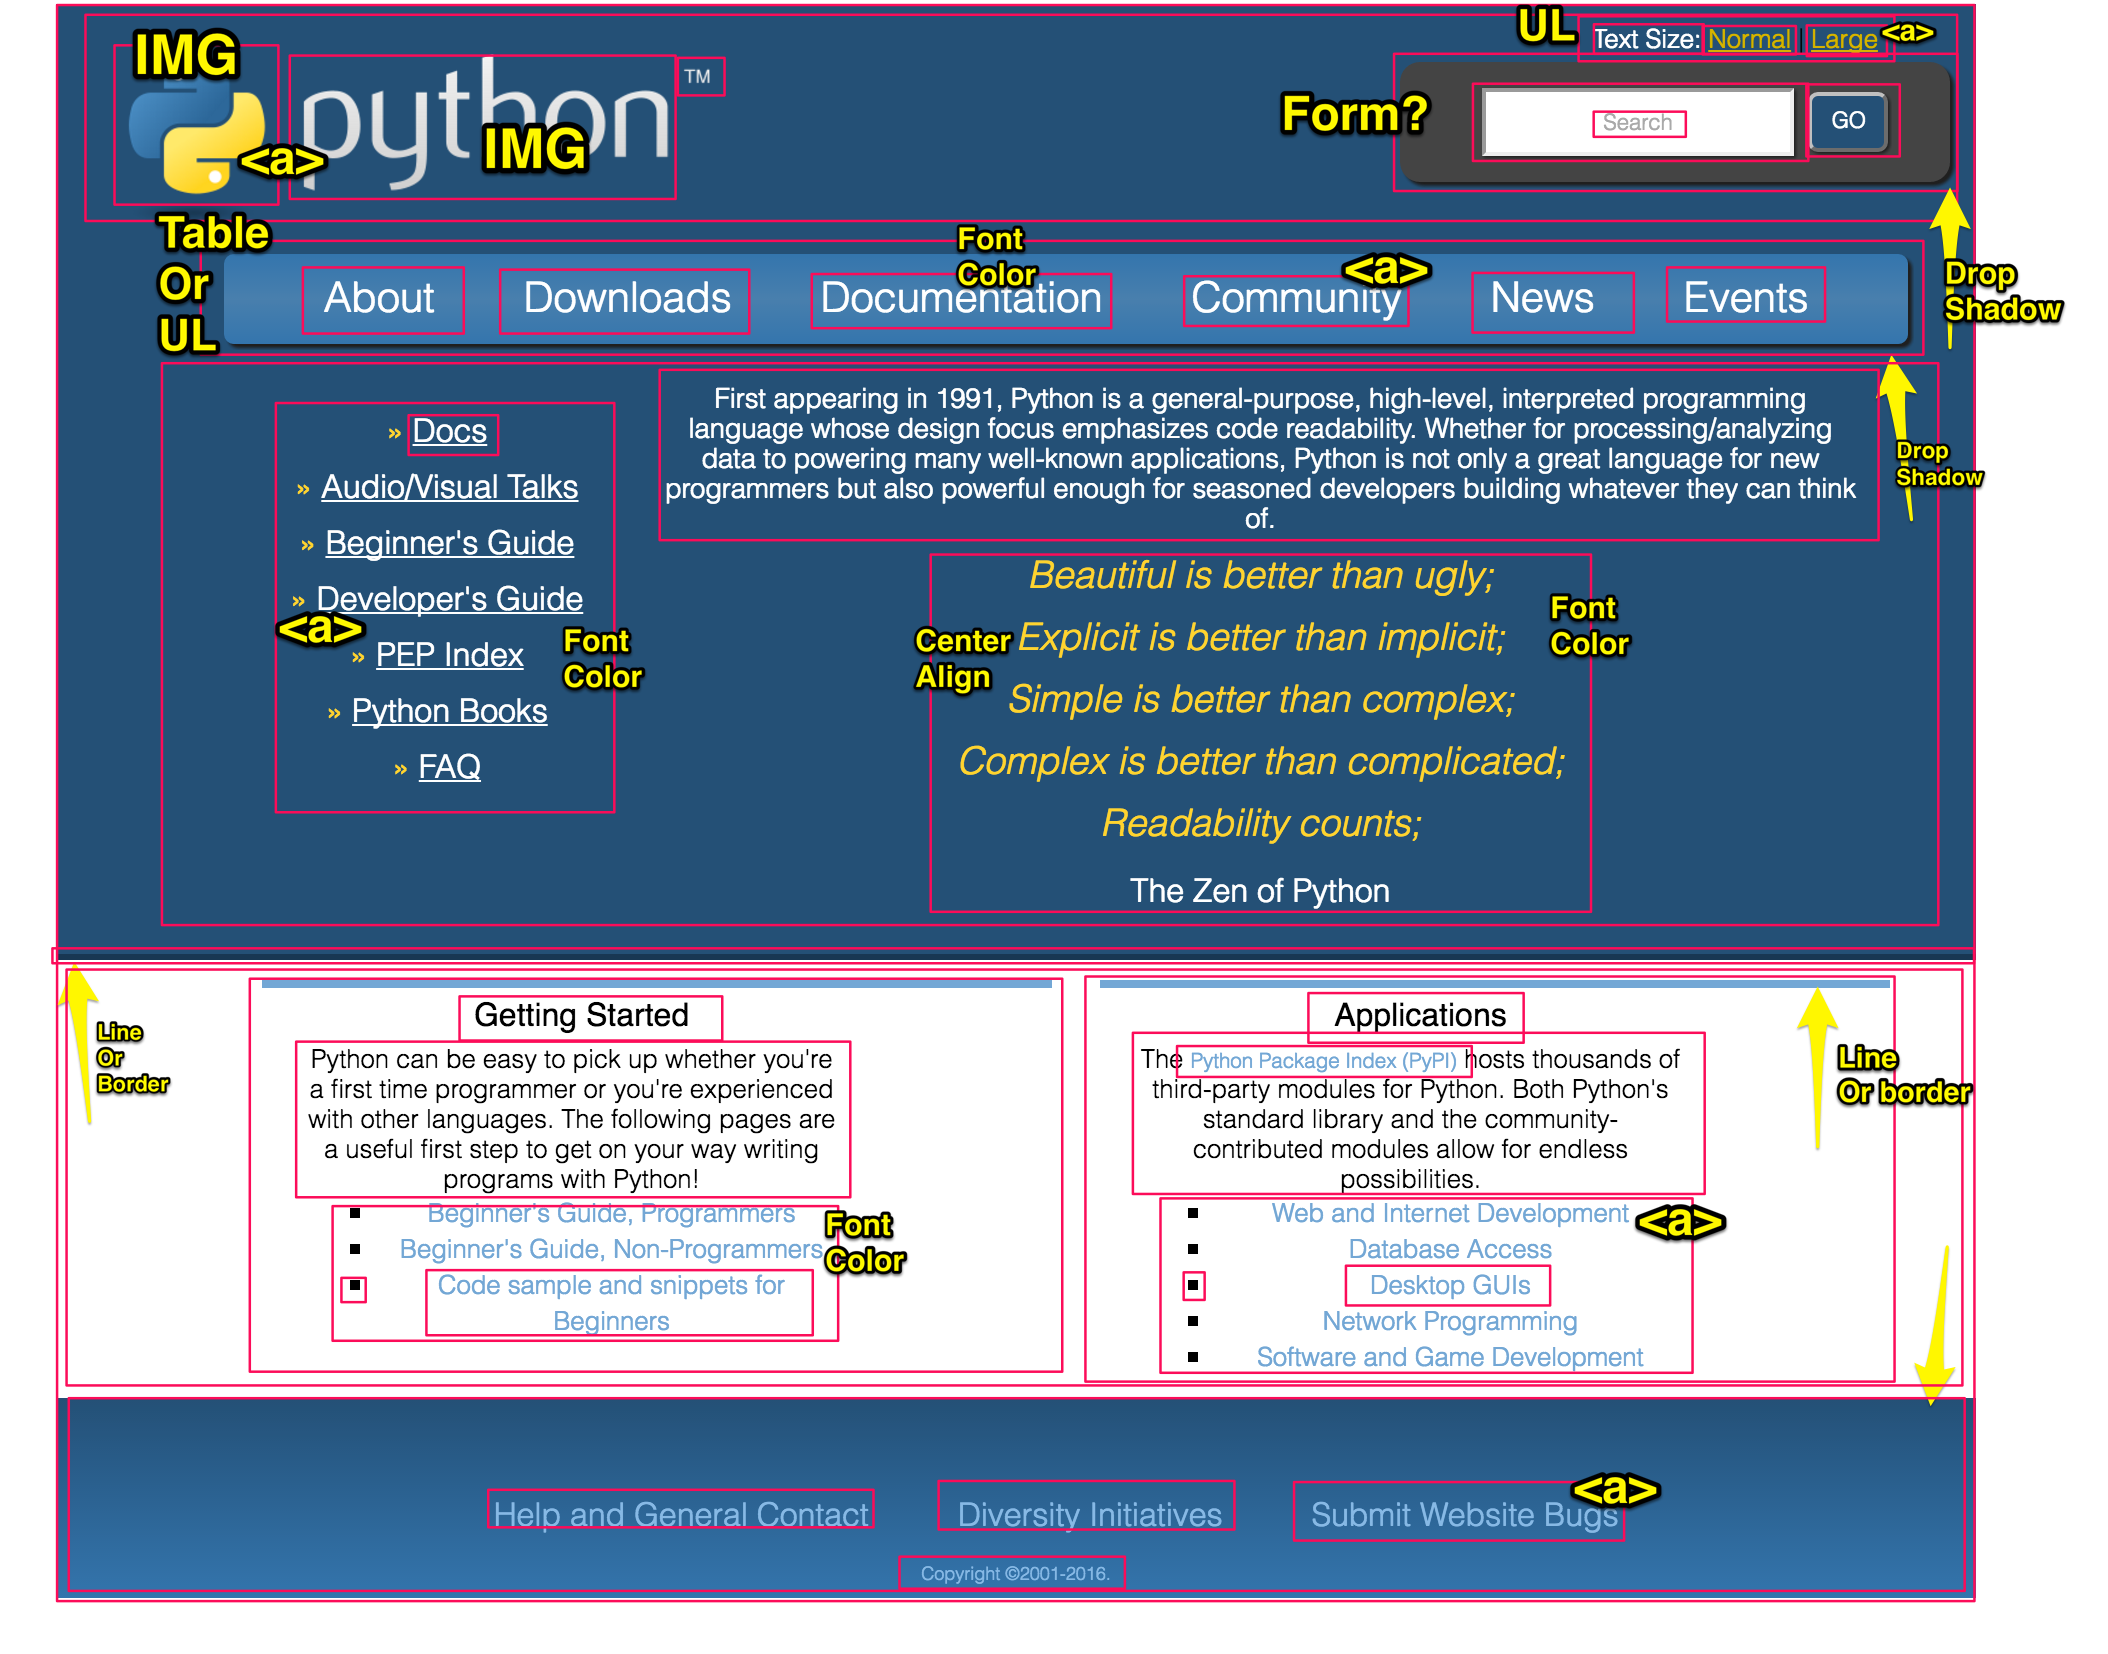 UL
Text Size: Normal | Large <a>
IMG
python TM
<a>
IMG
Form?
Search
GO
Table
Or
UL
Font
Color
<a>
Drop
Shadow
About Downloads Documentation Community News Events
First appearing in 1991, Python is a general-purpose, high-level, interpreted programming
language whose design focus emphasizes code readability. Whether for processing/analyzing
data to powering many well-known applications, Python is not only a great language for new
programmers but also powerful enough for seasoned developers building whatever they can think
of.
Drop
Shadow
» Docs
» Audio/Visual Talks
» Beginner's Guide
» Developer's Guide
» PEP Index
» Python Books
» FAQ
<a>
Font
Color
Beautiful is better than ugly;
Explicit is better than implicit;
Simple is better than complex;
Complex is better than complicated;
Readability counts;
The Zen of Python
Center
Align
Font
Color
Line
Or
Border
Getting Started
Python can be easy to pick up whether you're
a first time programmer or you're experienced
with other languages. The following pages are
a useful first step to get on your way writing
programs with Python!
Beginner's Guide, Programmers
Beginner's Guide, Non-Programmers
Code sample and snippets for
Beginners
Font
Color
Applications
The Python Package Index (PyPI) hosts thousands of
third-party modules for Python. Both Python's
standard library and the community-
contributed modules allow for endless
possibilities.
Line
Or border
Web and Internet Development
Database Access
Desktop GUIs
Network Programming
Software and Game Development
<a>
Help and General Contact Diversity Initiatives Submit Website Bugs
<a>
Copyright ©2001-2016.